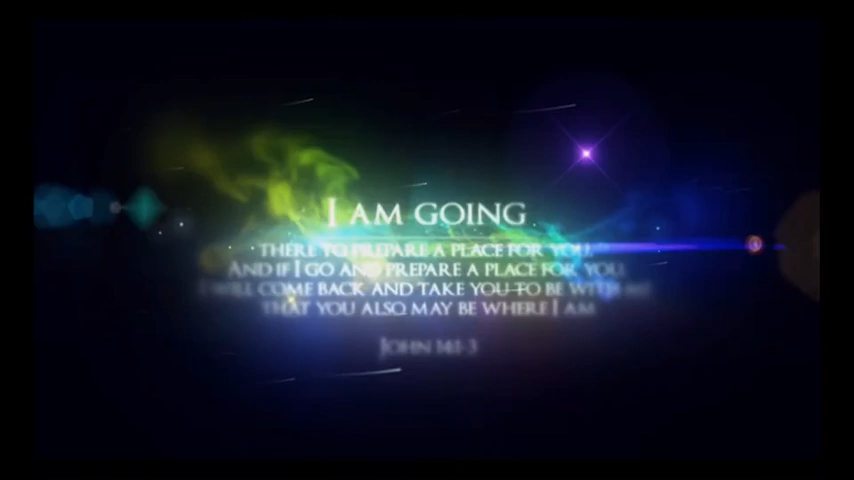 I AM GOING
THERE TO PREPARE A PLACE FOR YOU.
AND IF I GO AND PREPARE A PLACE FOR YOU,
I WILL COME BACK AND TAKE YOU TO BE WITH ME
THAT YOU ALSO MAY BE WHERE I AM
JOHN 14:1-3